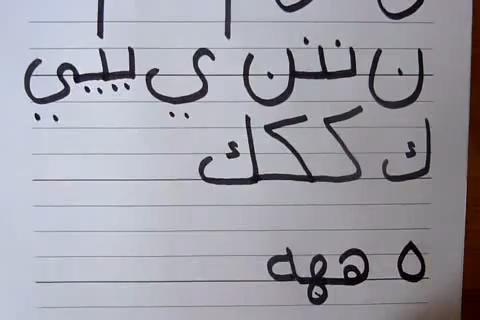 ن ننن ي ييي
ك ككك
ه ههه